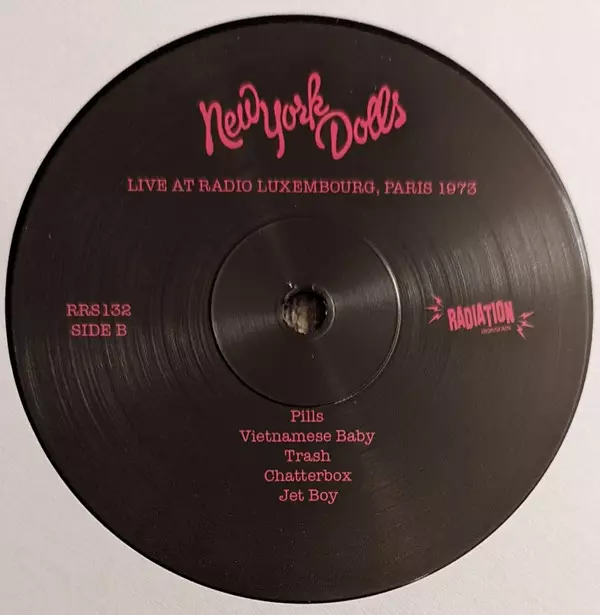 New York Dolls
LIVE AT RADIO LUXEMBOURG, PARIS 1973
RRS132
SIDE B
RADIATION
Pills
Vietnamese Baby
Trash
Chatterbox
Jet Boy